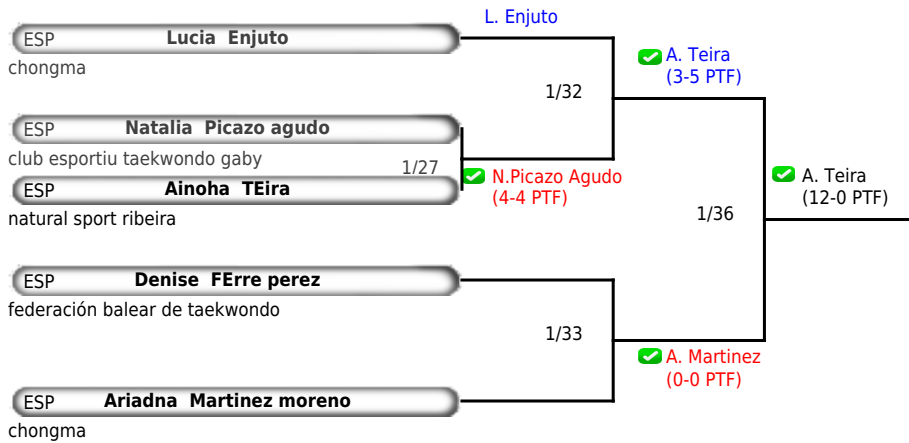 L. Enjuto
ESP Lucia Enjuto
chongma
A. Teira
(3-5 PTF)
1/32
ESP Natalia Picazo agudo
club esportiu taekwondo gaby
1/27
N.Picazo Agudo
(4-4 PTF)
ESP Ainoha TEira
natural sport ribeira
A. Teira
(12-0 PTF)
1/36
ESP Denise FErre perez
federación balear de taekwondo
1/33
A. Martinez
(0-0 PTF)
ESP Ariadna Martinez moreno
chongma